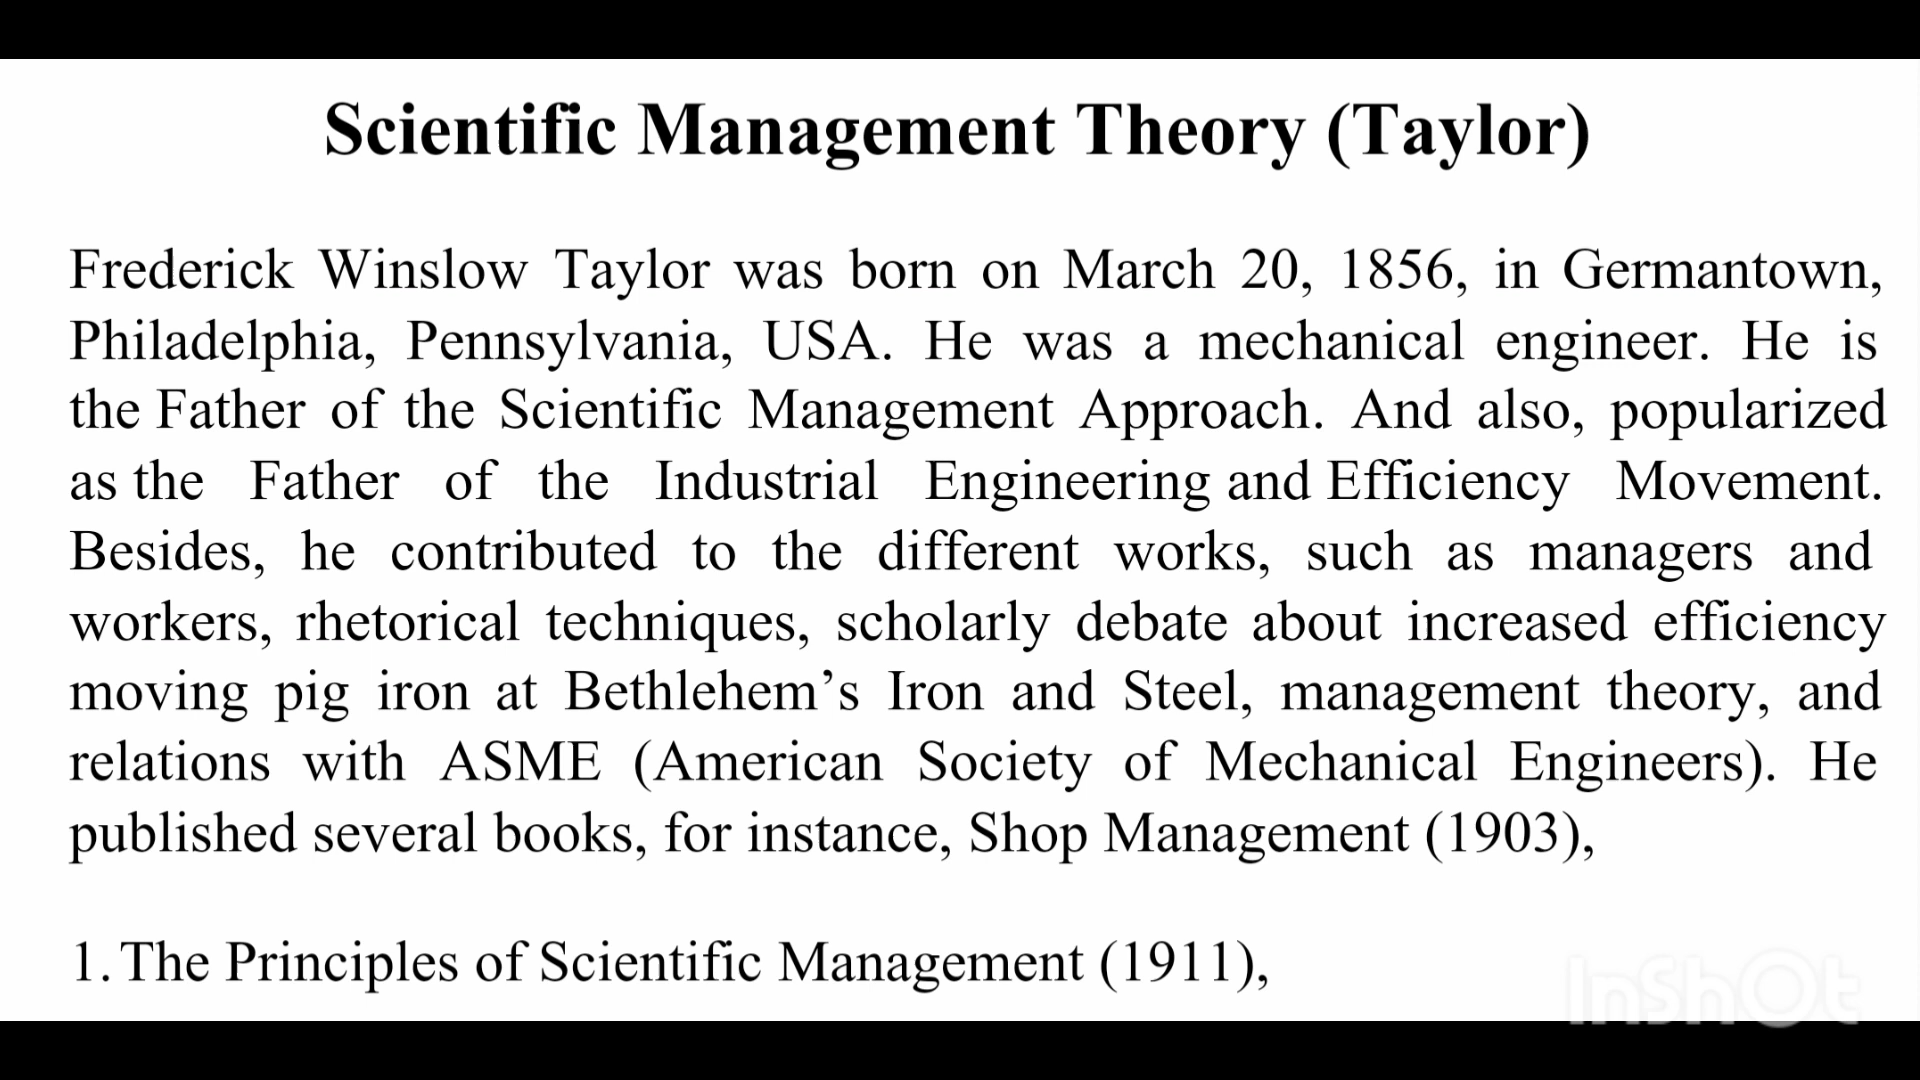 Scientific Management Theory (Taylor)
Frederick Winslow Taylor was born on March 20, 1856, in Germantown,
Philadelphia, Pennsylvania, USA. He was a mechanical engineer. He is
the Father of the Scientific Management Approach. And also, popularized
as the Father of the Industrial Engineering and Efficiency Movement.
Besides, he contributed to the different works, such as managers and
workers, rhetorical techniques, scholarly debate about increased efficiency
moving pig iron at Bethlehem’s Iron and Steel, management theory, and
relations with ASME (American Society of Mechanical Engineers). He
published several books, for instance, Shop Management (1903),
1. The Principles of Scientific Management (1911),
InShOt